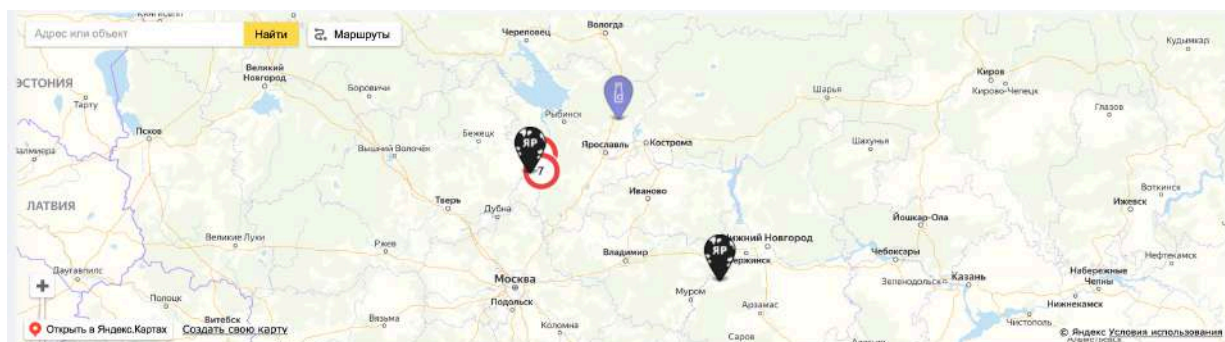 Адрес или объект
Найти
Маршруты
Вологда
Череповец
Кудымкар
Великий
Новгород
Киров
Кирово-Чепецк
ЭСТОНИЯ
Тарту
Боровичи
Шарья
Глазов
Рыбинск
Псков
Бежецк
ЯР
Ярославль
Кострома
Шахунья
Вышний Волочёк
7
Иваново
Воткинск
Ижевск
ЛАТВИЯ
Тверь
Дубна
Йошкар-Ола
Великие Луки
Ржев
Владимир
ЯР
Нижний Новгород
Дзержинск
Чебоксары
Нефтекамск
Даугавпилс
Москва
Зеленодольск
Казань
Набережные
Челны
Полоцк
Подольск
Муром
Арзамас
Нижнекамск
Витебск
Вязьма
Коломна
Саров
Чистополь
Открыть в Яндекс.Картах
Создать свою карту
© Яндекс Условия использования